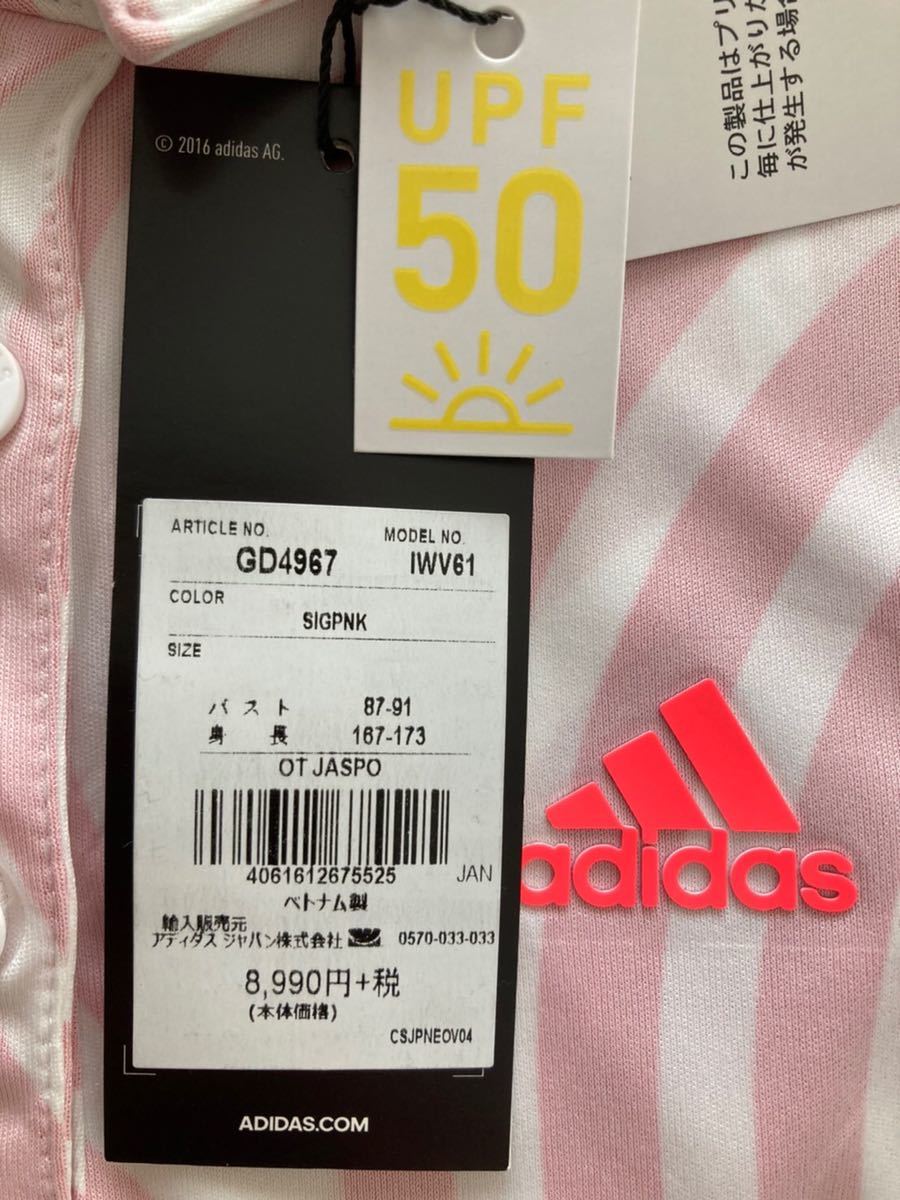 © 2016 adidas AG.
UPF
50
この製品はプリ
毎に仕上がりが
が発生する場合
ARTICLE NO.
MODEL NO.
GD4967
IWV61
COLOR
SIGPNK
SIZE
バスト 87-91
身長 167-173
OT JASPO
4061612675525 JAN
ベトナム製
輸入販売元
アディダス ジャパン株式会社 0570-033-033
8,990円+税
(本体価格)
CSJPNEOV04
ADIDAS.COM
adidas